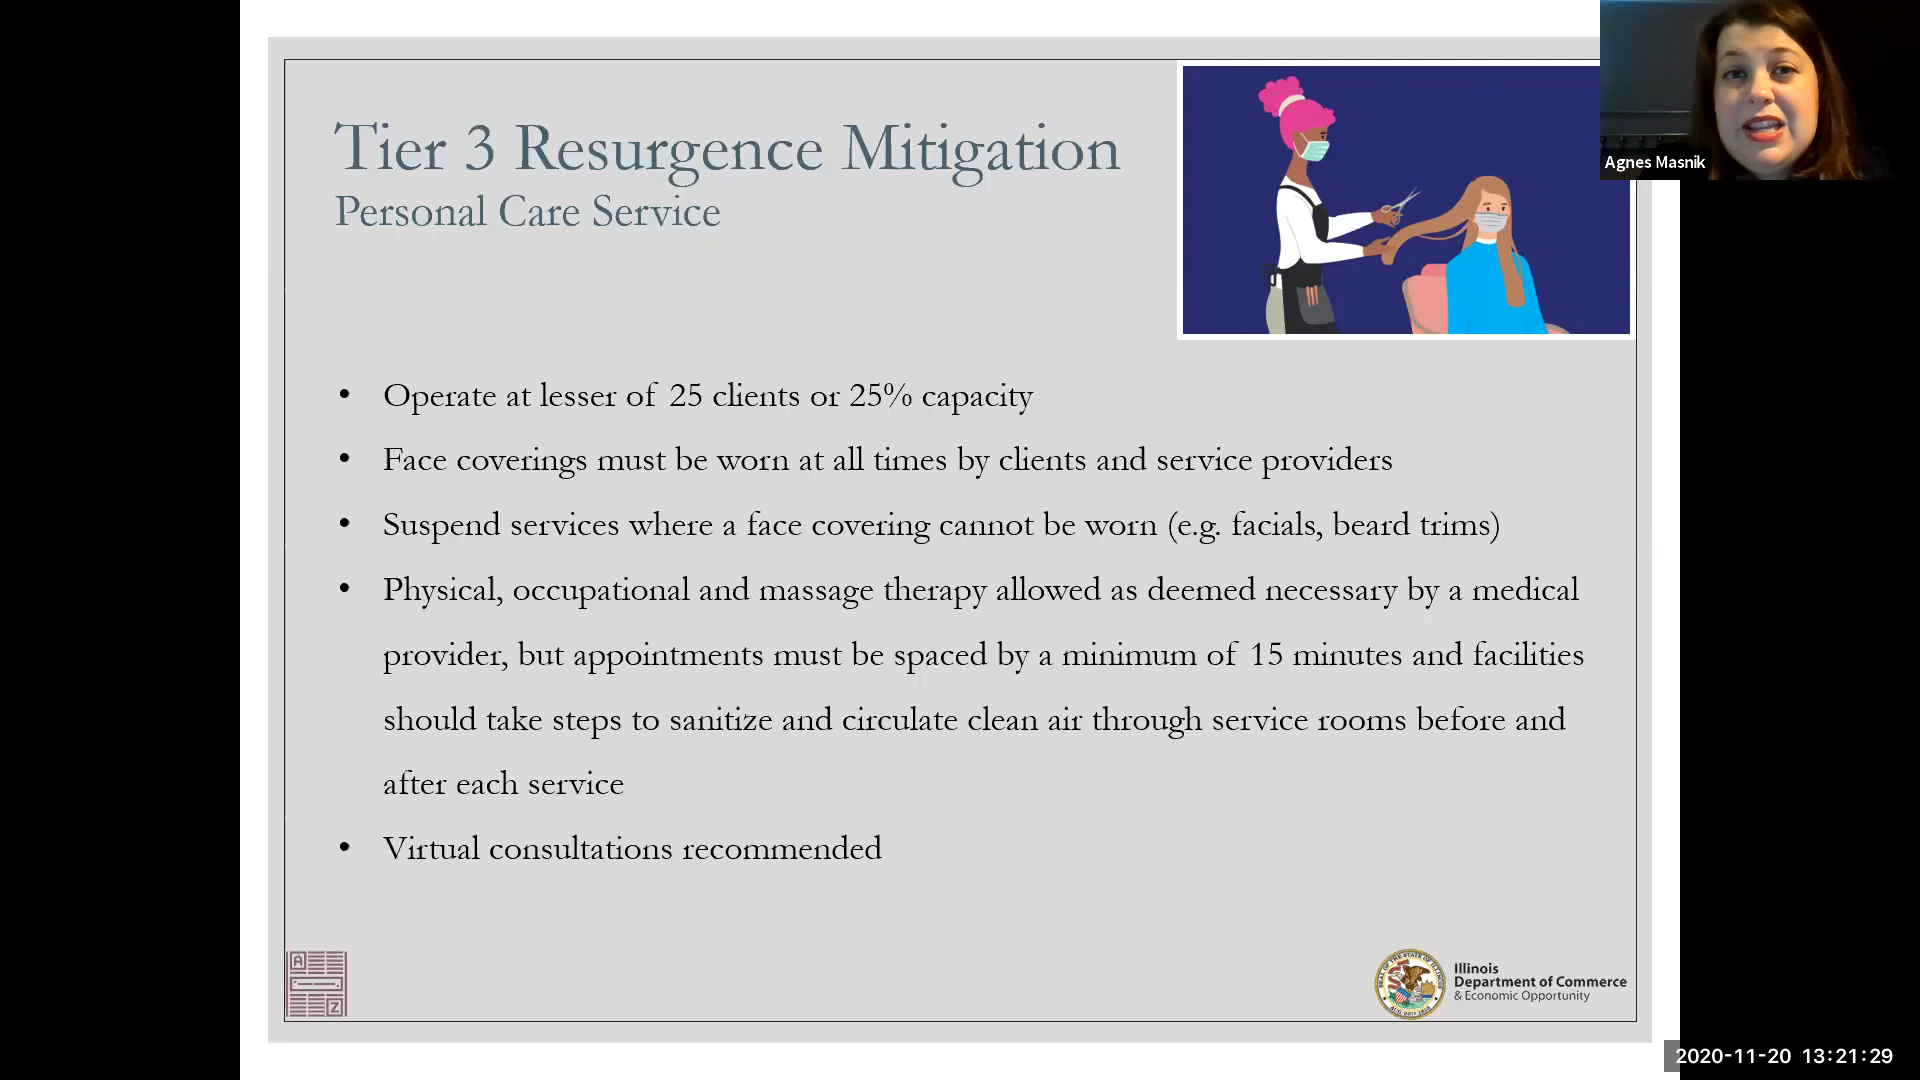 Tier 3 Resurgence Mitigation
Personal Care Service
Agnes Masnik
• Operate at lesser of 25 clients or 25% capacity
• Face coverings must be worn at all times by clients and service providers
• Suspend services where a face covering cannot be worn (e.g. facials, beard trims)
• Physical, occupational and massage therapy allowed as deemed necessary by a medical
provider, but appointments must be spaced by a minimum of 15 minutes and facilities
should take steps to sanitize and circulate clean air through service rooms before and
after each service
• Virtual consultations recommended
A
Z
Illinois
Department of Commerce
& Economic Opportunity
2020-11-20 13:21:29